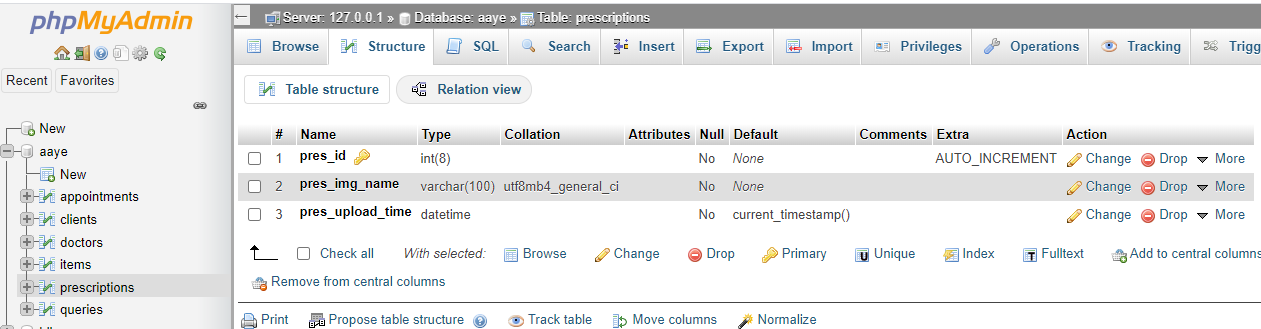 phpMyAdmin
Recent Favorites
New
aaye
New
appointments
clients
doctors
items
prescriptions
queries
Server: 127.0.0.1 » Database: aaye » Table: prescriptions
Browse Structure SQL Search Insert Export Import Privileges Operations Tracking Trigg
Table structure Relation view
# Name Type Collation Attributes Null Default Comments Extra Action
1 pres_id int(8) No None AUTO_INCREMENT Change Drop More
2 pres_img_name varchar(100) utf8mb4_general_ci No None Change Drop More
3 pres_upload_time datetime No current_timestamp() Change Drop More
Check all With selected: Browse Change Drop Primary Unique Index Fulltext Add to central columns
Remove from central columns
Print Propose table structure Track table Move columns Normalize